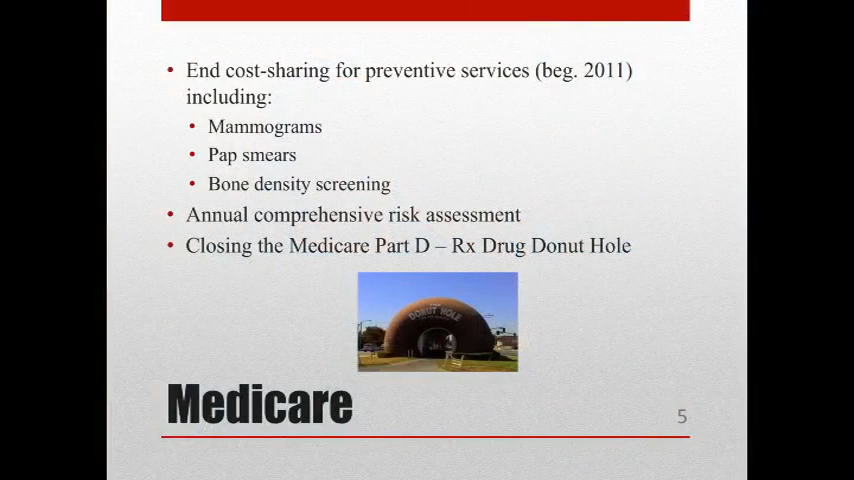 End cost-sharing for preventive services (beg. 2011)
including:
Mammograms
Pap smears
Bone density screening
Annual comprehensive risk assessment
Closing the Medicare Part D – Rx Drug Donut Hole
DONUT HOLE
Medicare
5